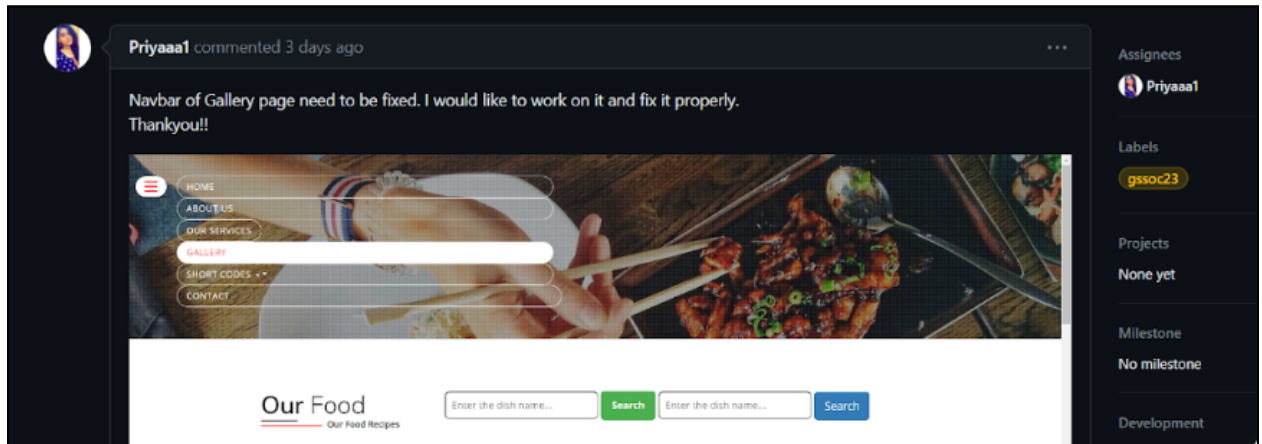 Priyaaa1 commented 3 days ago
Navbar of Gallery page need to be fixed. I would like to work on it and fix it properly.
Thankyou!!
HOME
ABOUT US
OUR SERVICES
GALLERY
SHORT CODES
CONTACT
Our Food
Our Food Recipes
Enter the dish name... Search Enter the dish name... Search
Assignees
Priyaaa1
Labels
gssoc23
Projects
None yet
Milestone
No milestone
Development